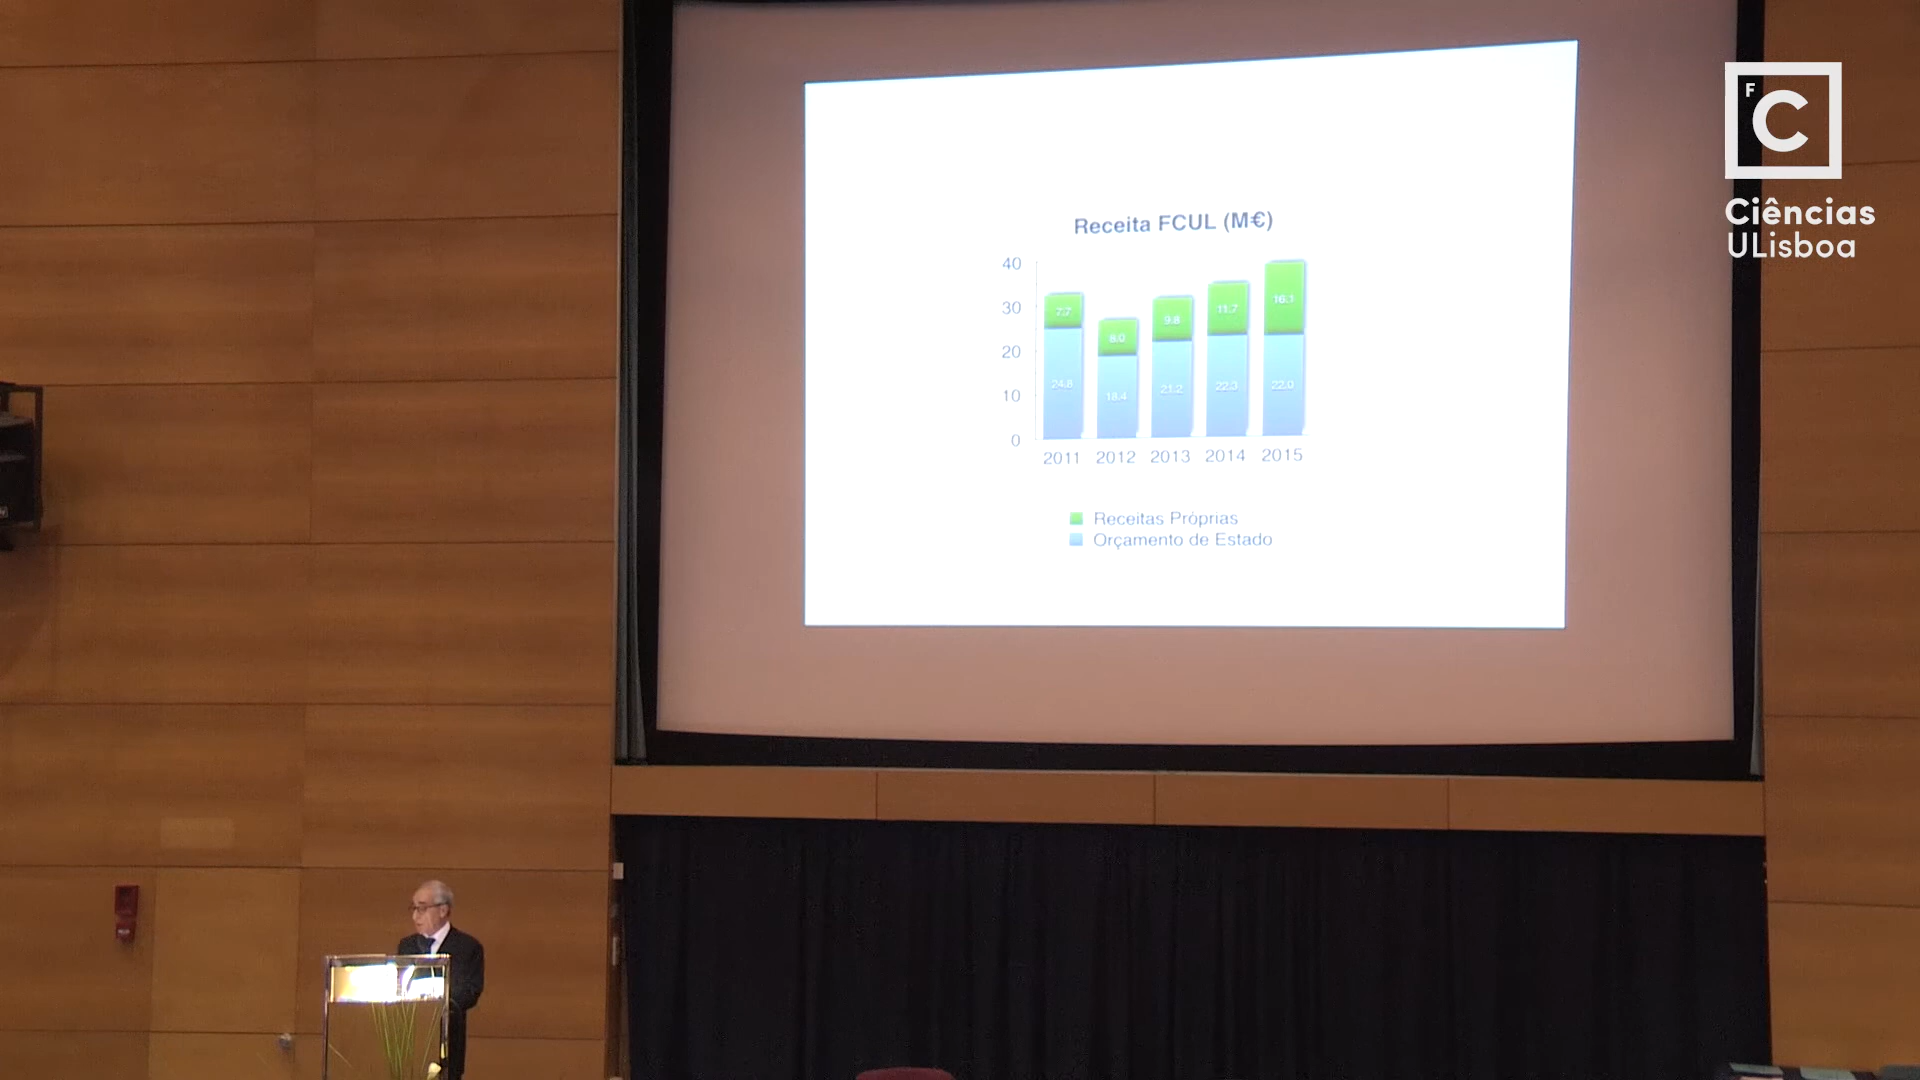 F
C
Ciências
ULisboa
Receita FCUL (M€)
40
30
20
10
0
7.7
8.0
9.8
11.7
16.1
24.8
18.4
21.2
22.3
22.0
2011 2012 2013 2014 2015
Receitas Próprias
Orçamento de Estado